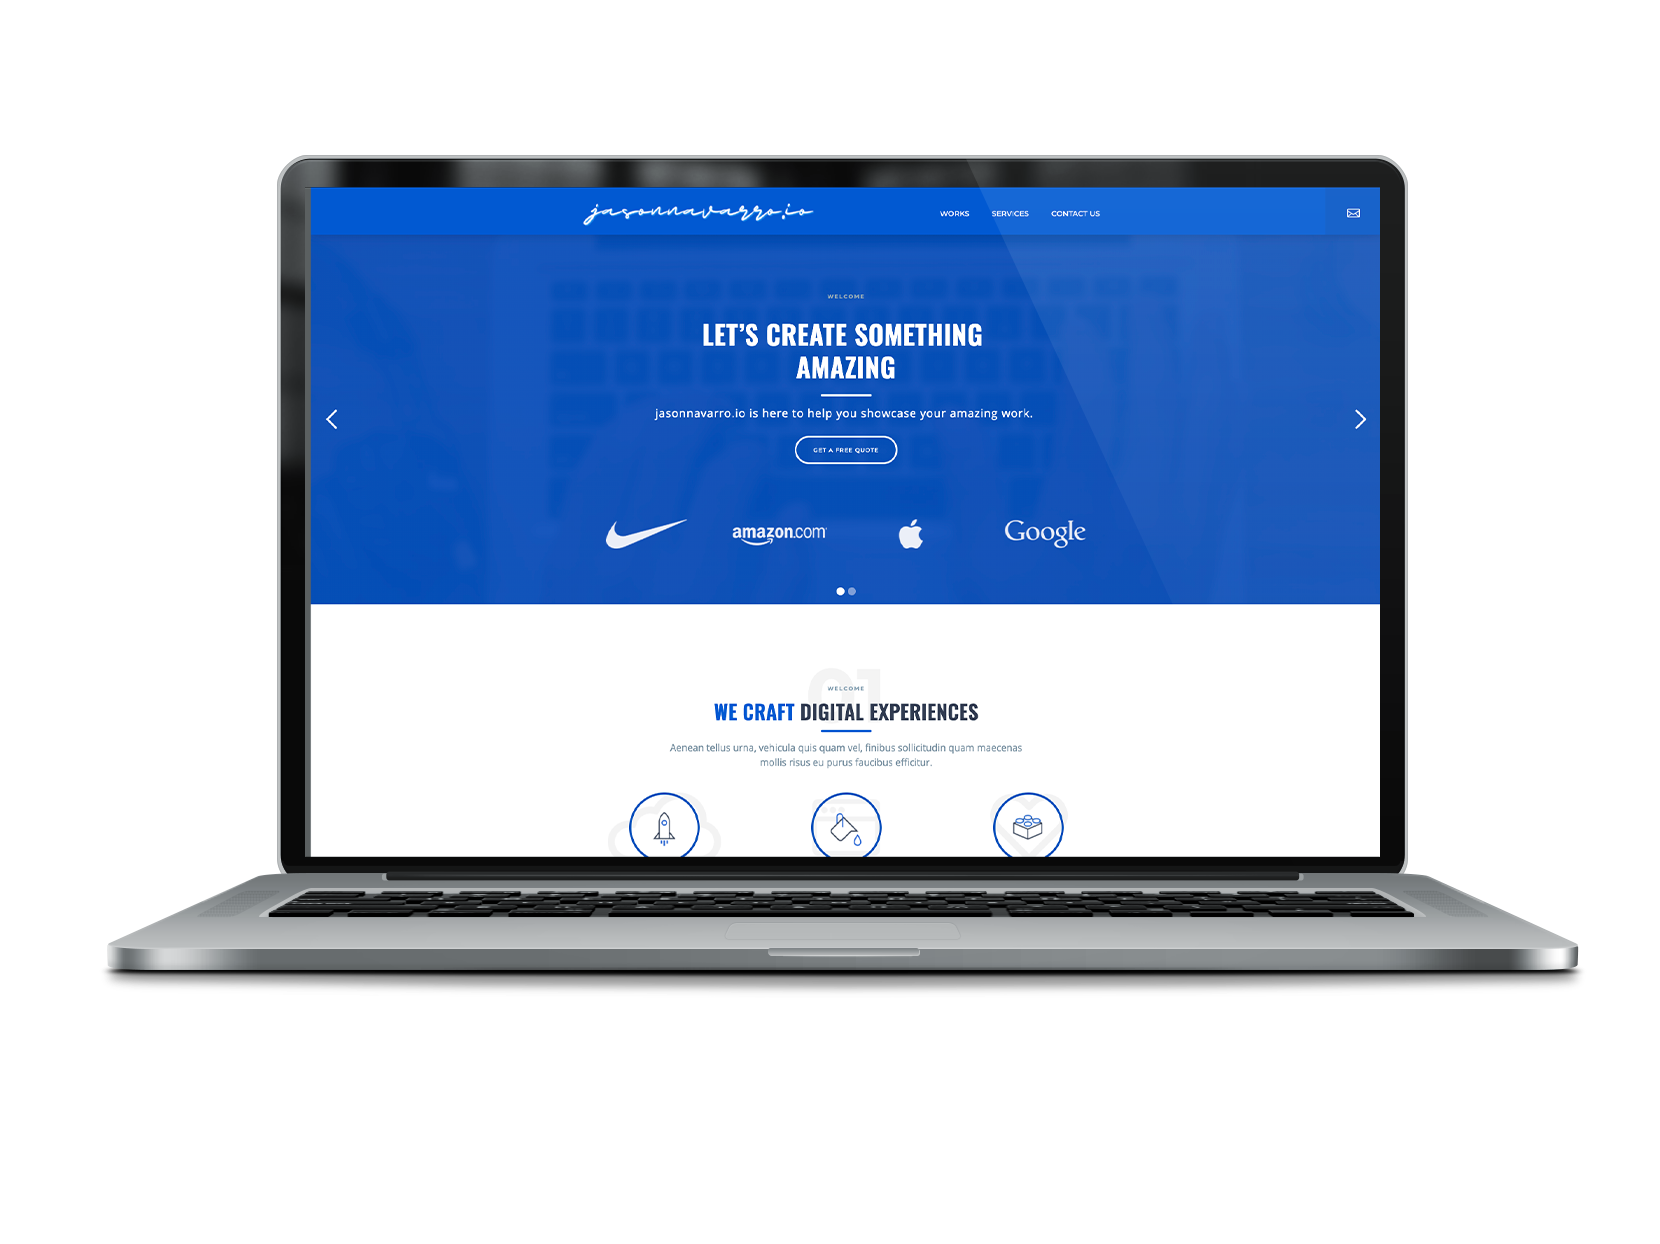 jasonnavarro.io
WORKS SERVICES CONTACT US
WELCOME
LET'S CREATE SOMETHING
AMAZING
jasonnavarro.io is here to help you showcase your amazing work.
GET A FREE QUOTE
amazon.com Google
01
WELCOME
WE CRAFT DIGITAL EXPERIENCES
Aenean tellus urna, vehicula quis quam vel, finibus sollicitudin quam maecenas
mollis risus eu purus faucibus efficitur.